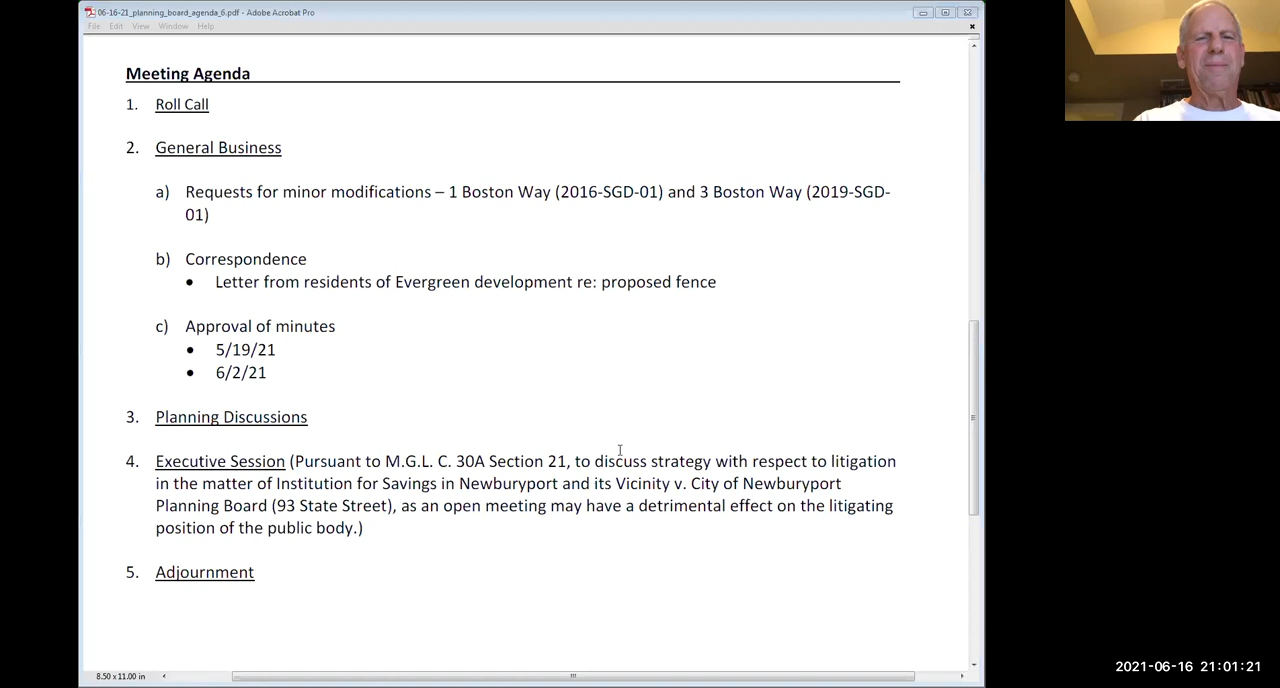 06-16-21_planning_board_agenda_6.pdf - Adobe Acrobat Pro
File Edit View Window Help
Meeting Agenda
1. Roll Call
2. General Business
a) Requests for minor modifications – 1 Boston Way (2016-SGD-01) and 3 Boston Way (2019-SGD-
01)
b) Correspondence
• Letter from residents of Evergreen development re: proposed fence
c) Approval of minutes
• 5/19/21
• 6/2/21
3. Planning Discussions
4. Executive Session (Pursuant to M.G.L. C. 30A Section 21, to discuss strategy with respect to litigation
in the matter of Institution for Savings in Newburyport and its Vicinity v. City of Newburyport
Planning Board (93 State Street), as an open meeting may have a detrimental effect on the litigating
position of the public body.)
5. Adjournment
8.50 x 11.00 in
2021-06-16 21:01:21